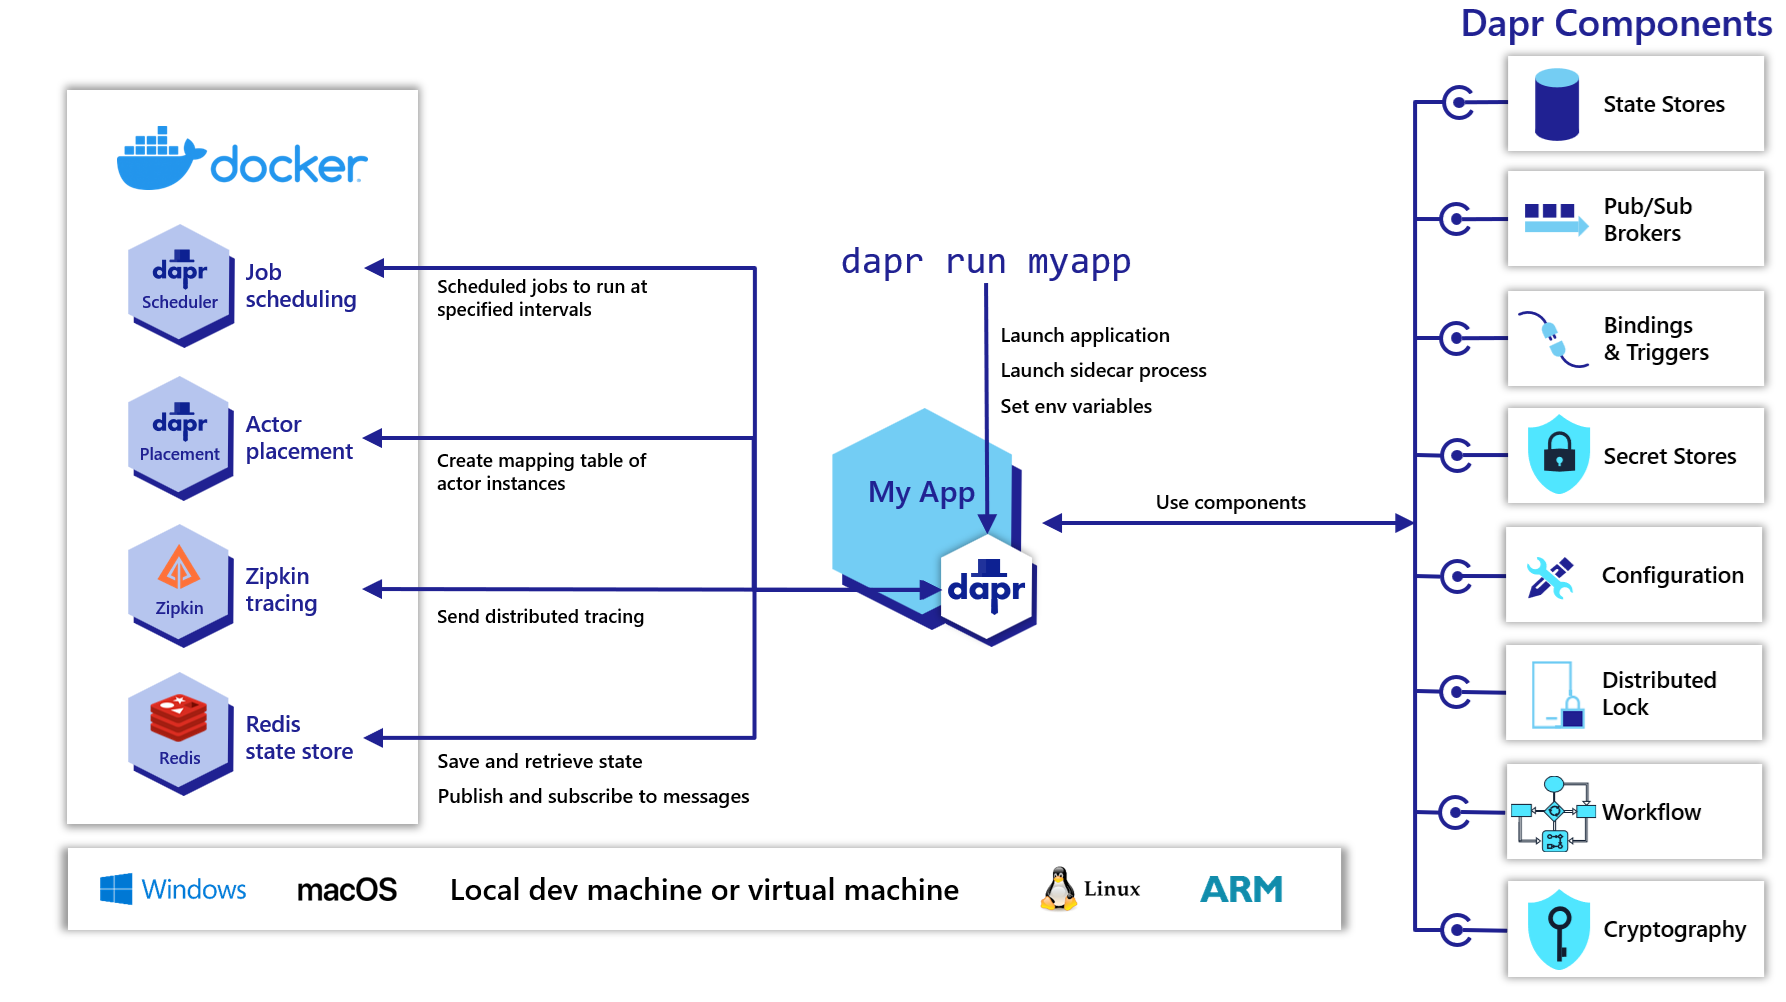 Dapr Components
docker
dapr
Scheduler
Job
scheduling
Scheduled jobs to run at
specified intervals
dapr
Placement
Actor
placement
Create mapping table of
actor instances
Zipkin
Zipkin
tracing
Send distributed tracing
Redis
Redis
state store
Save and retrieve state
Publish and subscribe to messages
dapr run myapp
Launch application
Launch sidecar process
Set env variables
My App
dapr
Use components
State Stores
Pub/Sub
Brokers
Bindings
& Triggers
Secret Stores
Configuration
Distributed
Lock
Workflow
Cryptography
Windows
macOS
Local dev machine or virtual machine
Linux
ARM